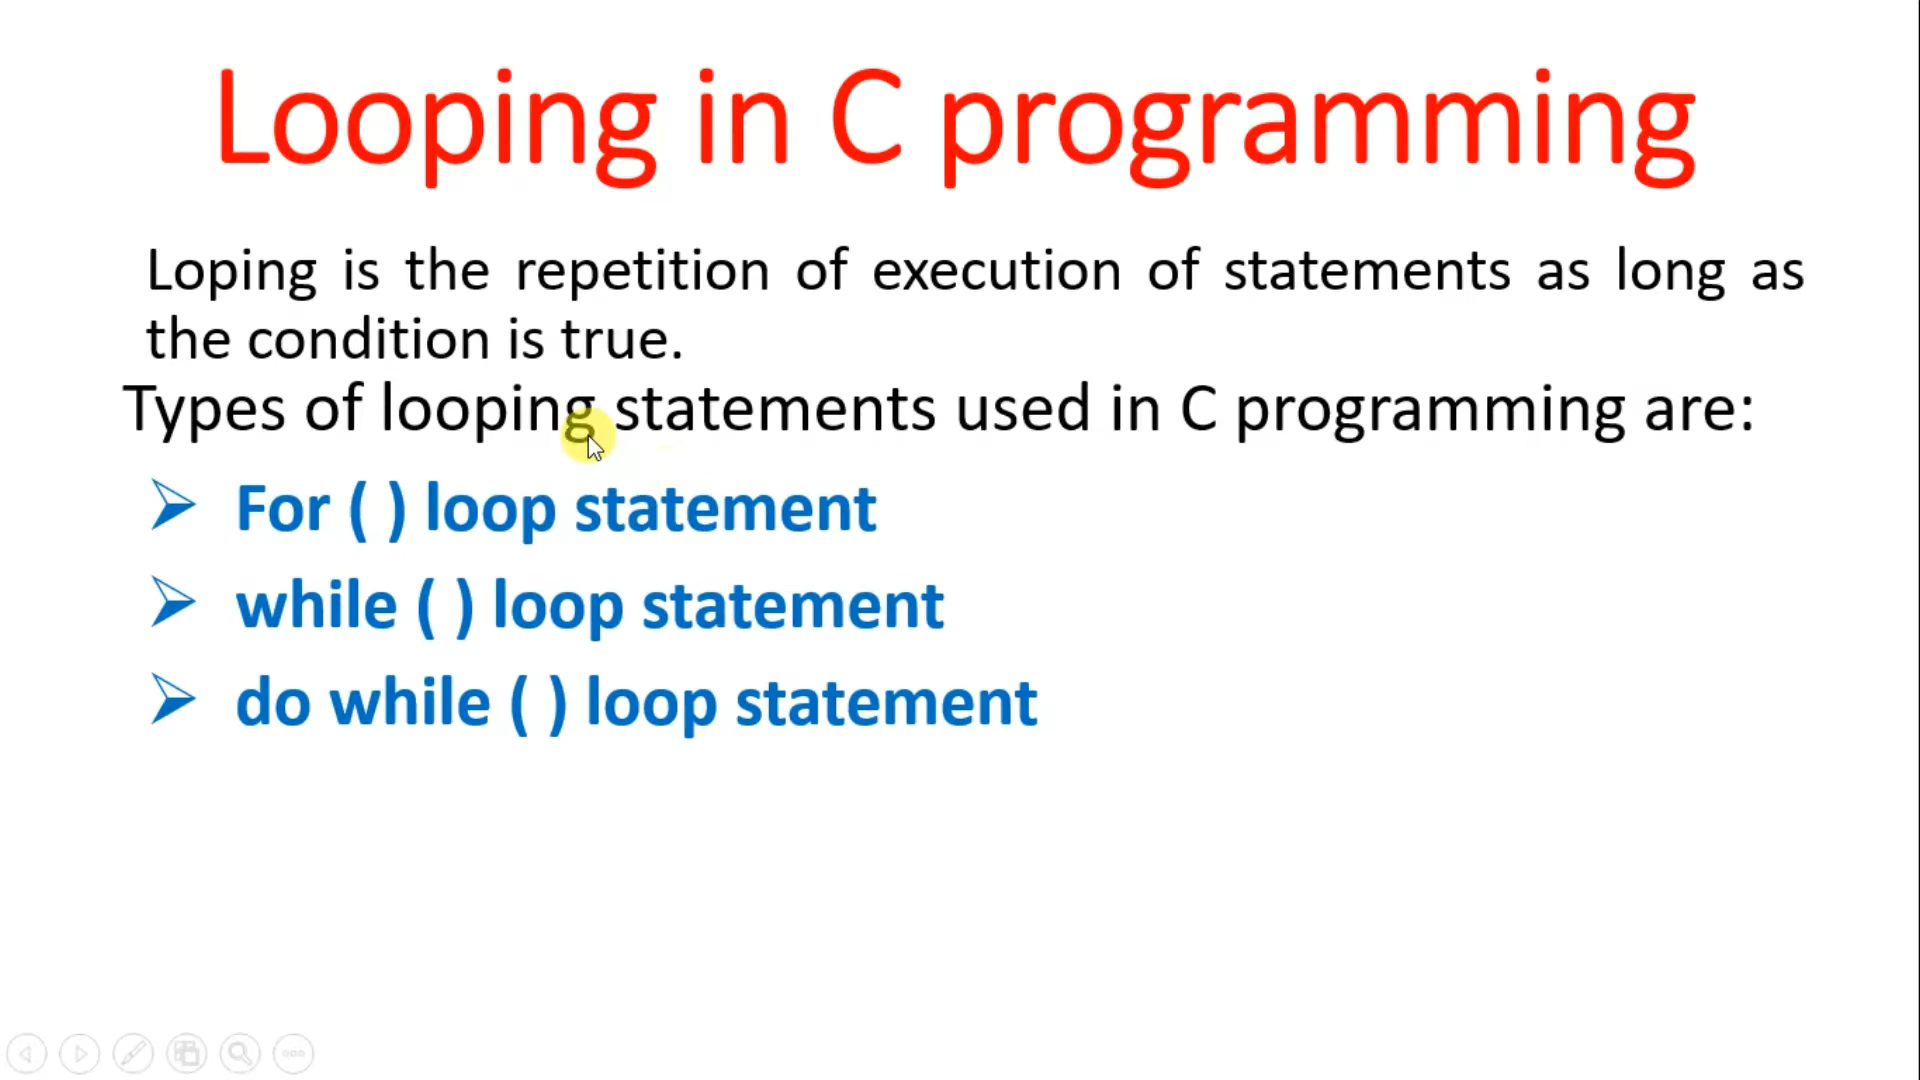 Looping in C programming
Loping is the repetition of execution of statements as long as
the condition is true.
Types of looping statements used in C programming are:
For ( ) loop statement
while ( ) loop statement
do while ( ) loop statement